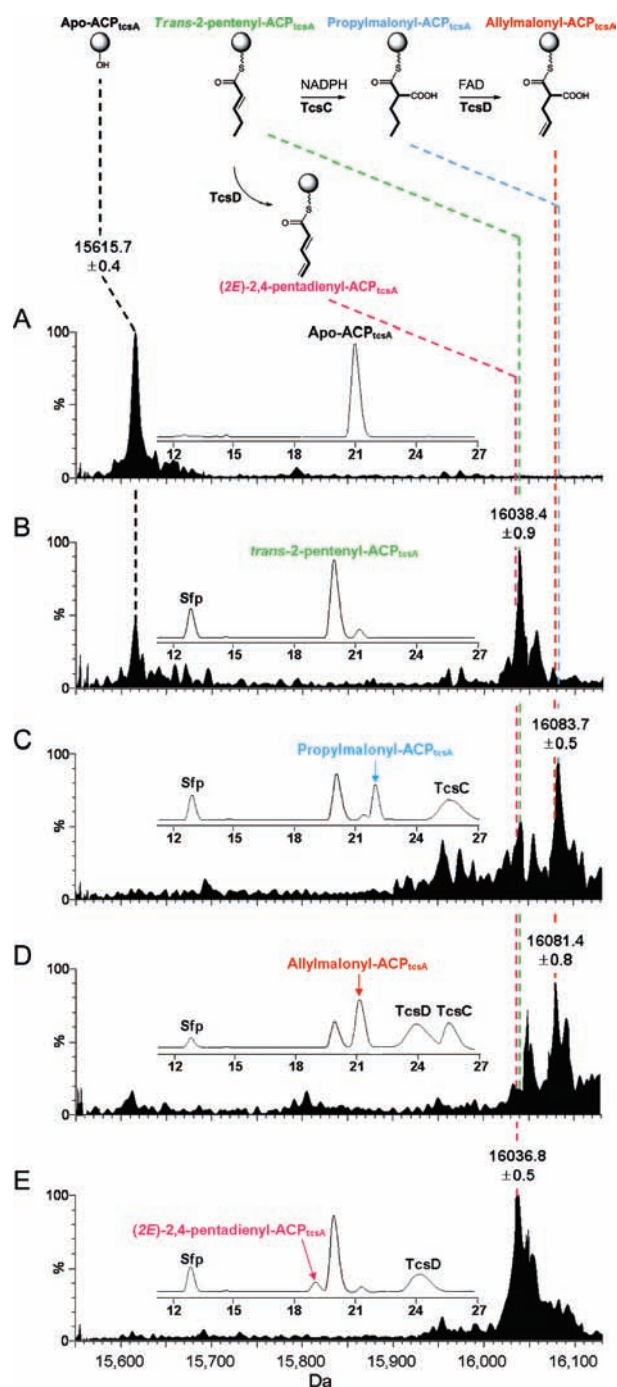 Apo-ACPtcsA
Trans-2-pentenyl-ACPtcsA
Propylmalonyl-ACPtcsA
Allylmalonyl-ACPtcsA
OH
S
O
NADPH
TcsC
S
O
COOH
FAD
TcsD
S
O
COOH
TcsD
S
O
(2E)-2,4-pentadienyl-ACPtcsA
15615.7
±0.4
A
100
%
0
Apo-ACPtcsA
12 15 18 21 24 27
B
100
%
0
Sfp
trans-2-pentenyl-ACPtcsA
12 15 18 21 24 27
16038.4
±0.9
C
100
%
0
Sfp
Propylmalonyl-ACPtcsA
TcsC
12 15 18 21 24 27
16083.7
±0.5
D
100
%
0
Sfp
Allylmalonyl-ACPtcsA
TcsD TcsC
12 15 18 21 24 27
16081.4
±0.8
E
100
%
0
Sfp
(2E)-2,4-pentadienyl-ACPtcsA
TcsD
12 15 18 21 24 27
16036.8
±0.5
15,600 15,700 15,800 15,900 16,000 16,100
Da